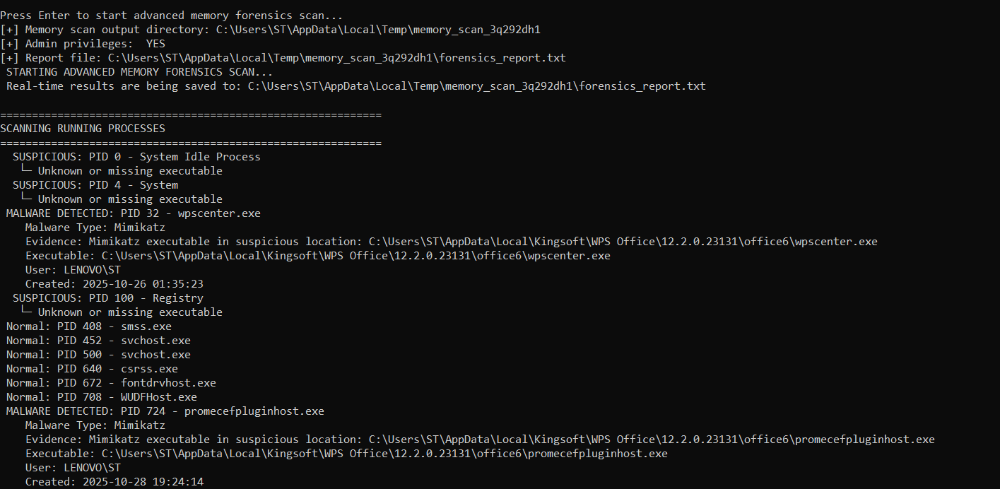 Press Enter to start advanced memory forensics scan...
[+] Memory scan output directory: C:\Users\ST\AppData\Local\Temp\memory_scan_3q292dh1
[+] Admin privileges:  YES
[+] Report file: C:\Users\ST\AppData\Local\Temp\memory_scan_3q292dh1\forensics_report.txt
 STARTING ADVANCED MEMORY FORENSICS SCAN...
 Real-time results are being saved to: C:\Users\ST\AppData\Local\Temp\memory_scan_3q292dh1\forensics_report.txt

============================================================
SCANNING RUNNING PROCESSES
============================================================
  SUSPICIOUS: PID 0 - System Idle Process
   └─ Unknown or missing executable
  SUSPICIOUS: PID 4 - System
   └─ Unknown or missing executable
 MALWARE DETECTED: PID 32 - wpscenter.exe
    Malware Type: Mimikatz
    Evidence: Mimikatz executable in suspicious location: C:\Users\ST\AppData\Local\Kingsoft\WPS Office\12.2.0.23131\office6\wpscenter.exe
    Executable: C:\Users\ST\AppData\Local\Kingsoft\WPS Office\12.2.0.23131\office6\wpscenter.exe
    User: LENOVO\ST
    Created: 2025-10-26 01:35:23
  SUSPICIOUS: PID 100 - Registry
   └─ Unknown or missing executable
 Normal: PID 408 - smss.exe
 Normal: PID 452 - svchost.exe
 Normal: PID 500 - svchost.exe
 Normal: PID 640 - csrss.exe
 Normal: PID 672 - fontdrvhost.exe
 Normal: PID 708 - WUDFHost.exe
 MALWARE DETECTED: PID 724 - promecefpluginhost.exe
    Malware Type: Mimikatz
    Evidence: Mimikatz executable in suspicious location: C:\Users\ST\AppData\Local\Kingsoft\WPS Office\12.2.0.23131\office6\promecefpluginhost.exe
    Executable: C:\Users\ST\AppData\Local\Kingsoft\WPS Office\12.2.0.23131\office6\promecefpluginhost.exe
    User: LENOVO\ST
    Created: 2025-10-28 19:24:14